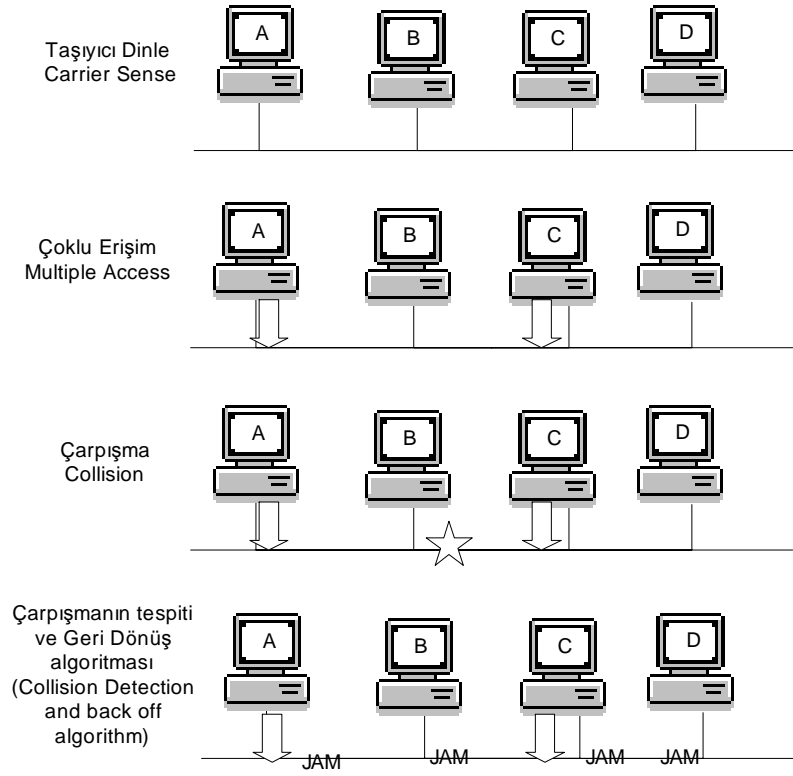 Taşıyıcı Dinle
Carrier Sense
A
B
C
D
Çoklu Erişim
Multiple Access
A
B
C
D
Çarpışma
Collision
A
B
C
D
Çarpışmanın tespiti
ve Geri Dönüş
algoritması
(Collision Detection
and back off
algorithm)
A
B
C
D
JAM
JAM
JAM
JAM